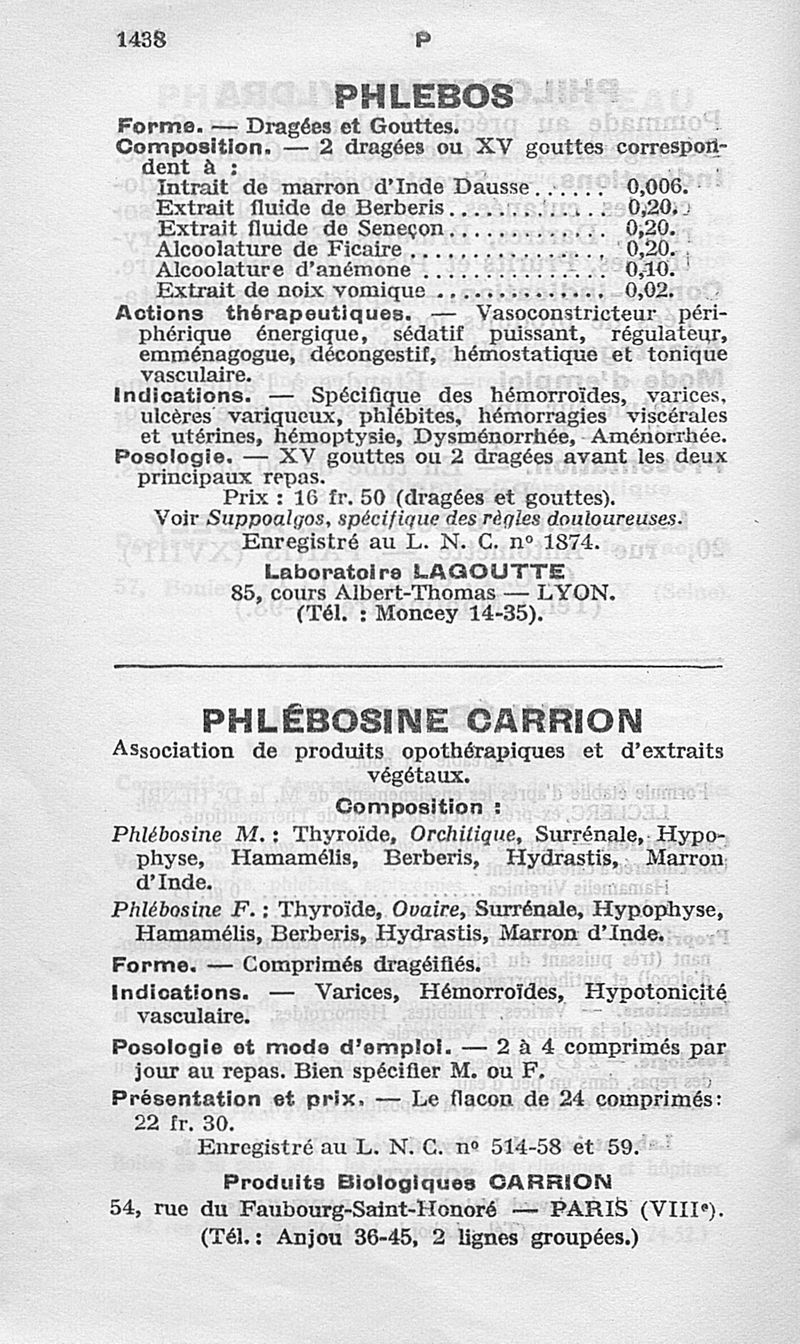 1438
P
PHLEBOS
Forme. — Dragées et Gouttes.
Composition. — 2 dragées ou XV gouttes correspon-
dent à :
Intrait de marron d'Inde Dausse...... 0,006.
Extrait fluide de Berberis............ 0,20.
Extrait fluide de Seneçon............ 0,20.
Alcoolature de Ficaire ............... 0,20.
Alcoolature d'anémone .............. 0,10.
Extrait de noix vomique ............. 0,02.
Actions thérapeutiques. — Vasoconstricteur péri-
phérique énergique, sédatif puissant, régulateur,
emménagogue, décongestif, hémostatique et tonique
vasculaire.
Indications. — Spécifique des hémorroïdes, varices,
ulcères variqueux, phlébites, hémorragies viscérales
et utérines, hémoptysie, Dysménorrhée, Aménorrhée.
Posologie. — XV gouttes ou 2 dragées avant les deux
principaux repas.
Prix : 16 fr. 50 (dragées et gouttes).
Voir Suppoalgos, spécifique des règles douloureuses.
Enregistré au L. N. C. nº 1874.
Laboratoire LAGOUTTE
85, cours Albert-Thomas — LYON.
(Tél. : Moncey 14-35).
PHLÉBOSINE CARRION
Association de produits opothérapiques et d'extraits
végétaux.
Composition :
Phlébosine M. : Thyroïde, Orchitique, Surrénale, Hypo-
physe, Hamamélis, Berberis, Hydrastis, Marron
d'Inde.
Phlébosine F. : Thyroïde, Ovaire, Surrénale, Hypophyse,
Hamamélis, Berberis, Hydrastis, Marron d'Inde.
Forme. — Comprimés dragéifiés.
Indications. — Varices, Hémorroïdes, Hypotonicité
vasculaire.
Posologie et mode d'emploi. — 2 à 4 comprimés par
jour au repas. Bien spécifier M. ou F.
Présentation et prix. — Le flacon de 24 comprimés:
22 fr. 30.
Enregistré au L. N. C. nº 514-58 et 59.
Produits Biologiques CARRION
54, rue du Faubourg-Saint-Honoré — PARIS (VIIIe).
(Tél. : Anjou 36-45, 2 lignes groupées.)